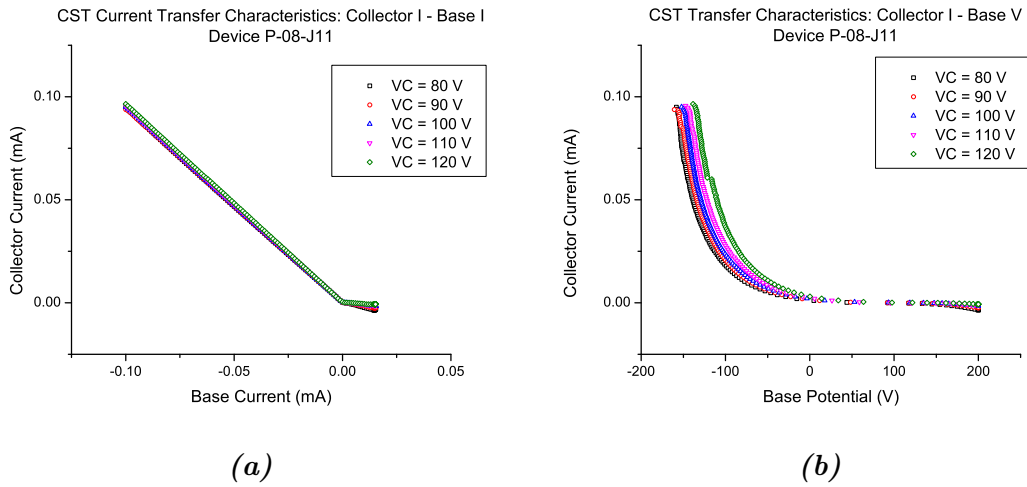 CST Current Transfer Characteristics: Collector I - Base I
Device P-08-J11
VC = 80 V
VC = 90 V
VC = 100 V
VC = 110 V
VC = 120 V
0.10
0.05
0.00
Collector Current (mA)
-0.10
-0.05
0.00
0.05
Base Current (mA)
(a)
CST Transfer Characteristics: Collector I - Base V
Device P-08-J11
VC = 80 V
VC = 90 V
VC = 100 V
VC = 110 V
VC = 120 V
0.10
0.05
0.00
Collector Current (mA)
-200
-100
0
100
200
Base Potential (V)
(b)